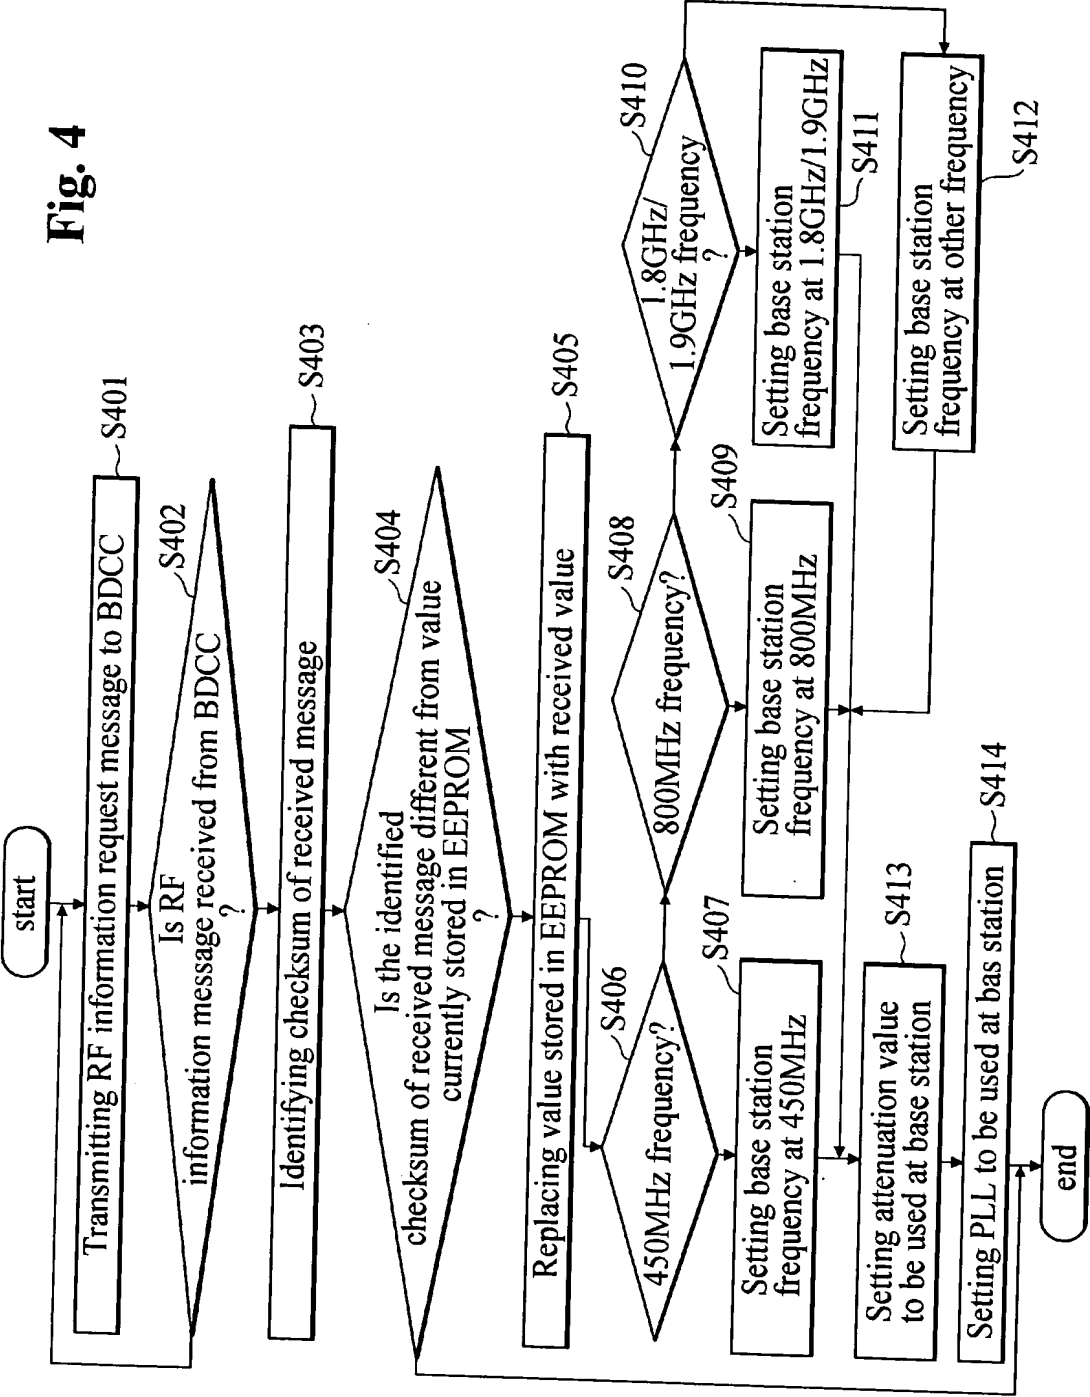 Fig. 4
start
Transmitting RF information request message to BDCC
S401
Is RF
information message received from BDCC
?
S402
Identifying checksum of received message
S403
Is the identified
checksum of received message different from value
currently stored in EEPROM
?
S404
Replacing value stored in EEPROM with received value
S405
450MHz frequency?
S406
Setting base station
frequency at 450MHz
S407
800MHz frequency?
S408
Setting base station
frequency at 800MHz
S409
1.8GHz/
1.9GHz frequency
?
S410
Setting base station
frequency at 1.8GHz/1.9GHz
S411
Setting base station
frequency at other frequency
S412
Setting attenuation value
to be used at base station
S413
Setting PLL to be used at bas station
S414
end